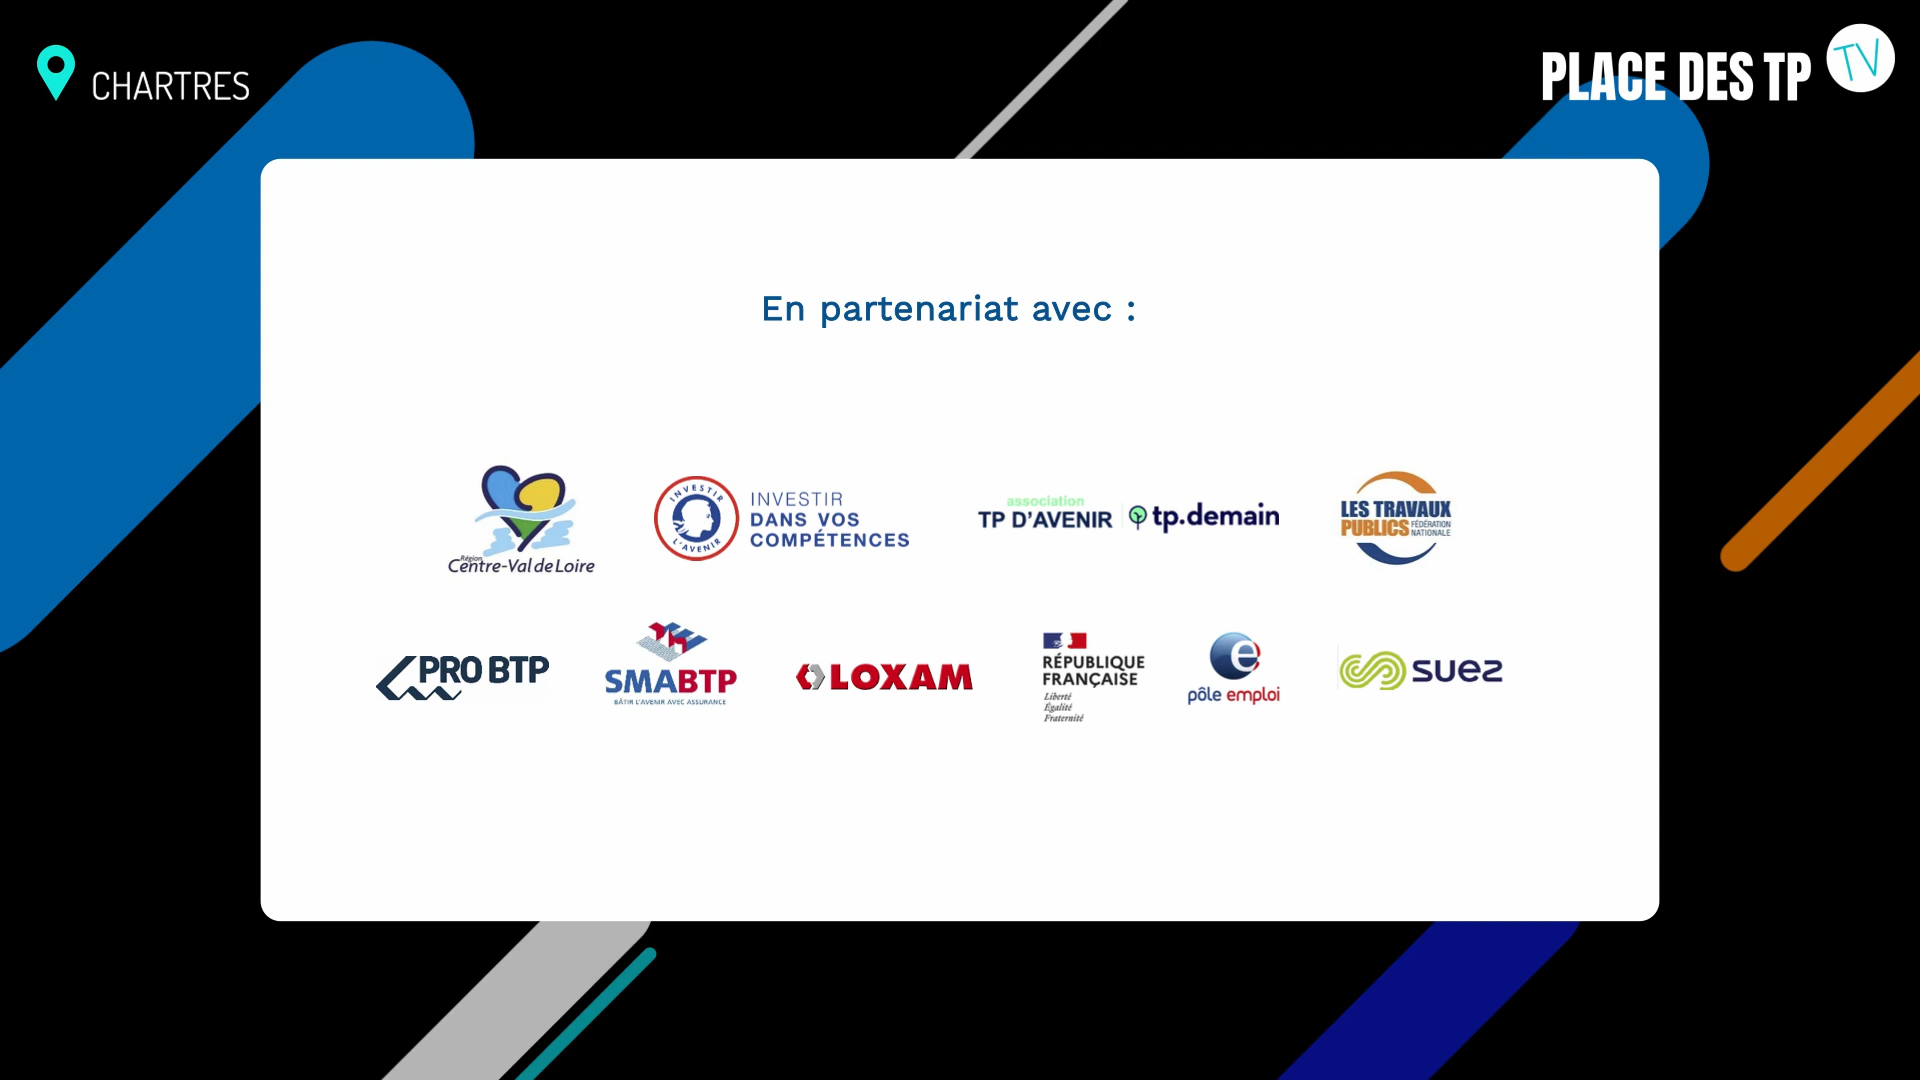 CHARTRES
PLACE DES TP TV
En partenariat avec :
Région
Centre-Val de Loire
INVESTIR
L'AVENIR
INVESTIR
DANS VOS
COMPÉTENCES
association
TP D'AVENIR
tp.demain
LES TRAVAUX
PUBLICS FÉDÉRATION
NATIONALE
PRO BTP
SMABTP
BÂTIR L'AVENIR AVEC ASSURANCE
LOXAM
RÉPUBLIQUE
FRANÇAISE
Liberté
Égalité
Fraternité
pôle emploi
suez